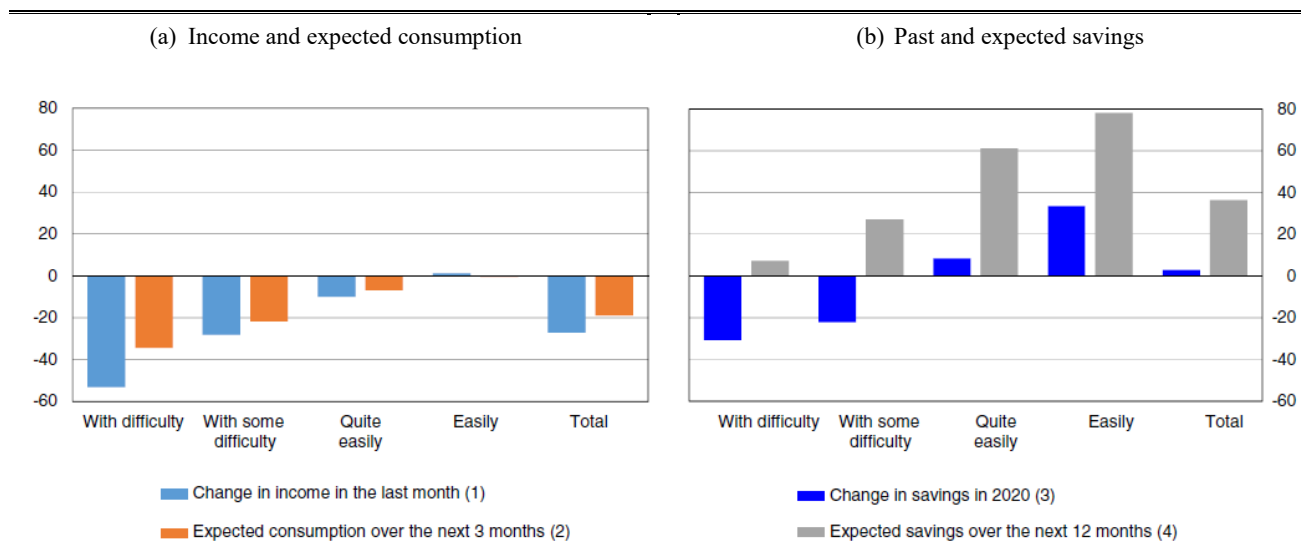 (a) Income and expected consumption
80
60
40
20
0
-20
-40
-60
With difficulty
With some
difficulty
Quite
easily
Easily
Total
Change in income in the last month (1)
Expected consumption over the next 3 months (2)
(b) Past and expected savings
80
60
40
20
0
-20
-40
-60
With difficulty
With some
difficulty
Quite
easily
Easily
Total
Change in savings in 2020 (3)
Expected savings over the next 12 months (4)